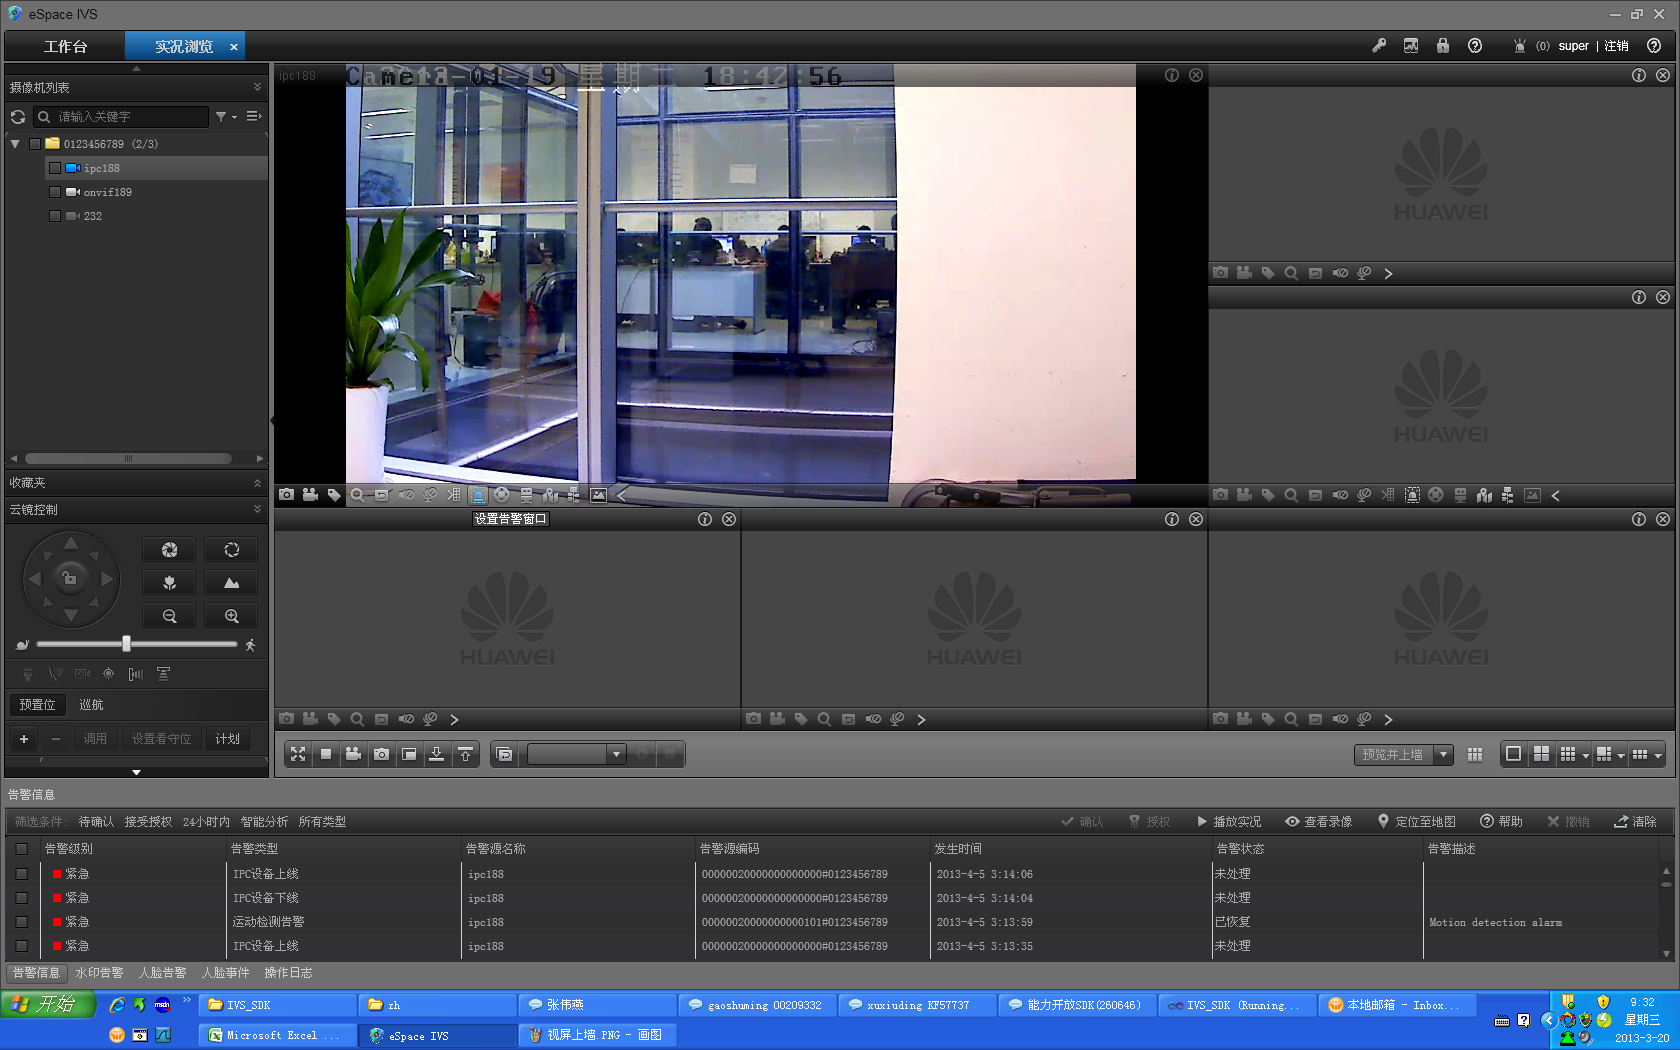 eSpace IVS
工作台
实况浏览
(0) super | 注销
摄像机列表
请输入关键字
0123456789 (2/3)
ipc188
onvif189
232
收藏夹
云镜控制
预置位 巡航
调用 设置看守位 计划
ipc188
18:42:56
设置告警窗口
HUAWEI
HUAWEI
HUAWEI
HUAWEI
HUAWEI
预览并上墙
告警信息
筛选条件: 待确认 接受授权 24小时内 智能分析 所有类型
确认 授权 播放实况 查看录像 定位至地图 帮助 撤销 清除
告警级别 告警类型 告警源名称 告警源编码 发生时间 告警状态 告警描述
紧急 IPC设备上线 ipc188 00000020000000000000#0123456789 2013-4-5 3:14:06 未处理
紧急 IPC设备下线 ipc188 00000020000000000000#0123456789 2013-4-5 3:14:04 未处理
紧急 运动检测告警 ipc188 00000020000000000101#0123456789 2013-4-5 3:13:59 已恢复 Motion detection alarm
紧急 IPC设备上线 ipc188 00000020000000000000#0123456789 2013-4-5 3:13:35 未处理
告警信息 水印告警 人脸告警 人脸事件 操作日志
开始
msdn
IVS_SDK
zh
张伟燕
gaoshuming 00209332
xuxiuding KF57737
能力开放SDK(260646)
IVS_SDK (Running...
本地邮箱 - Inbox...
Microsoft Excel ...
eSpace IVS
视屏上墙.PNG - 画图
9:32
星期三
2013-3-20